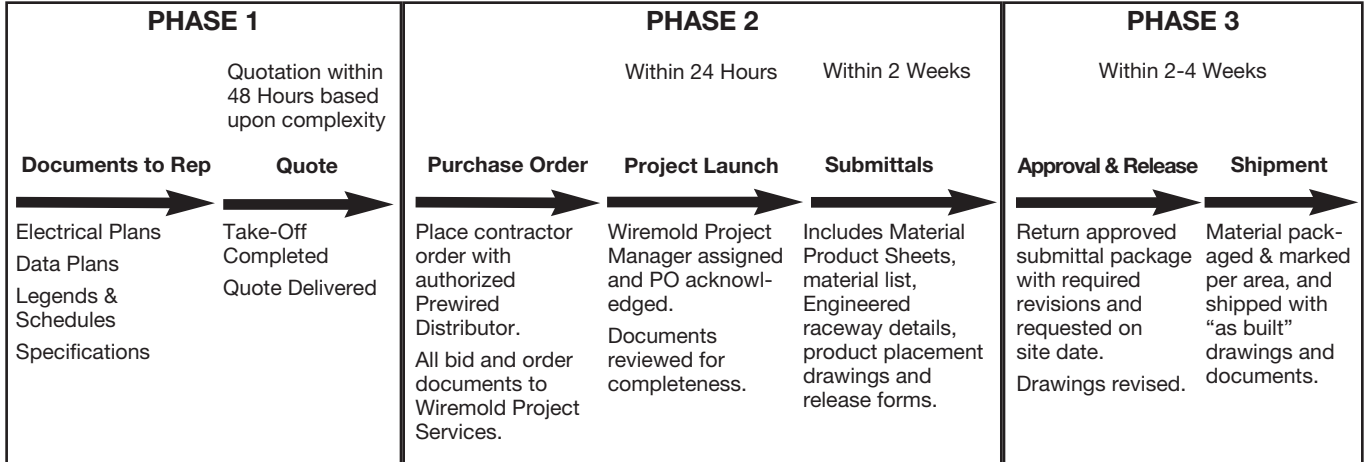 PHASE 1
Quotation within
48 Hours based
upon complexity
Documents to Rep
Quote
Electrical Plans
Data Plans
Legends &
Schedules
Specifications
Take-Off
Completed
Quote Delivered
PHASE 2
Within 24 Hours
Within 2 Weeks
Purchase Order
Project Launch
Submittals
Place contractor
order with
authorized
Prewired
Distributor.
All bid and order
documents to
Wiremold Project
Services.
Wiremold Project
Manager assigned
and PO acknowl-
edged.
Documents
reviewed for
completeness.
Includes Material
Product Sheets,
material list,
Engineered
raceway details,
product placement
drawings and
release forms.
PHASE 3
Within 2-4 Weeks
Approval & Release
Shipment
Return approved
submittal package
with required
revisions and
requested on
site date.
Drawings revised.
Material pack-
aged & marked
per area, and
shipped with
“as built”
drawings and
documents.